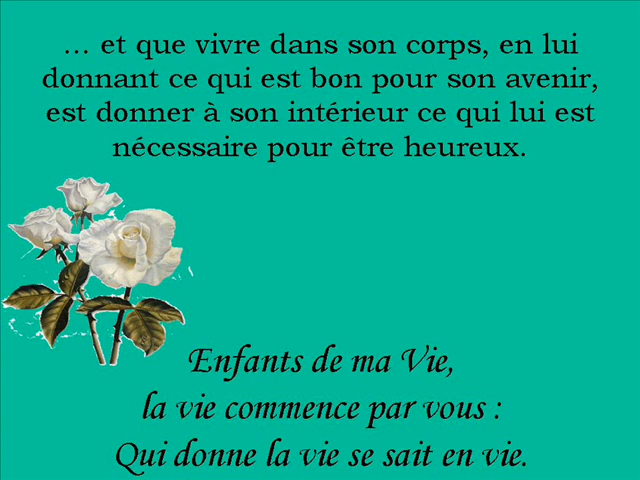 ... et que vivre dans son corps, en lui
donnant ce qui est bon pour son avenir,
est donner à son intérieur ce qui lui est
nécessaire pour être heureux.
Enfants de ma Vie,
la vie commence par vous :
Qui donne la vie se sait en vie.